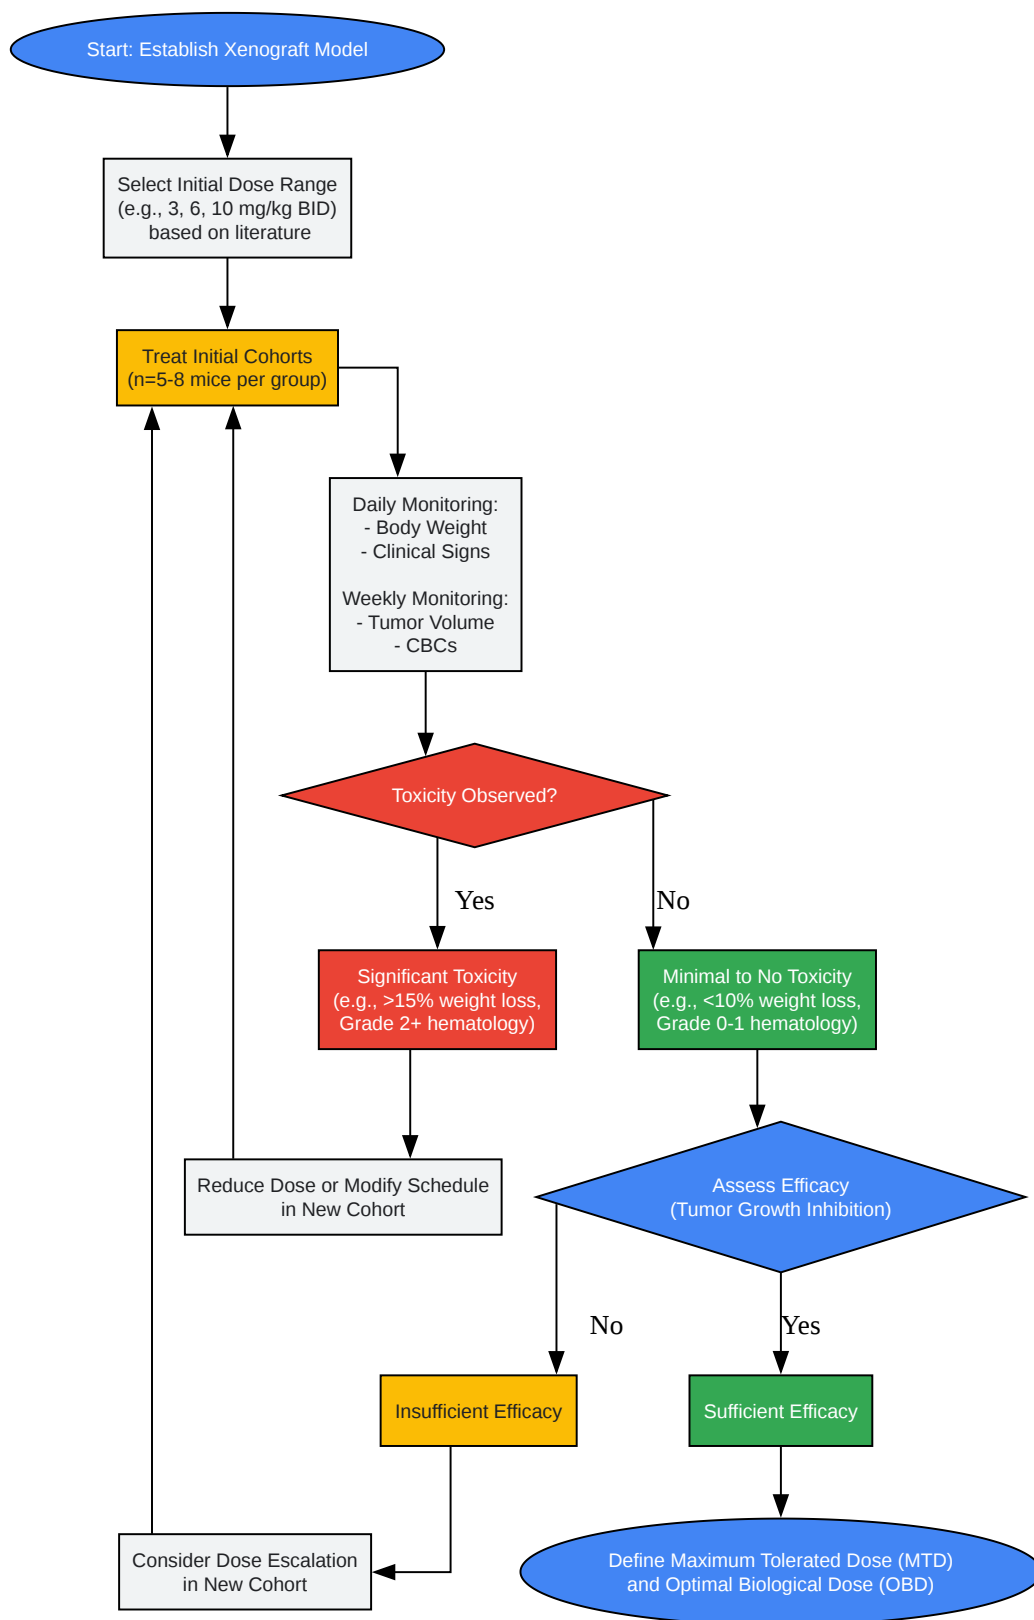 Start: Establish Xenograft Model
Select Initial Dose Range
(e.g., 3, 6, 10 mg/kg BID)
based on literature
Treat Initial Cohorts
(n=5-8 mice per group)
Daily Monitoring:
- Body Weight
- Clinical Signs
Weekly Monitoring:
- Tumor Volume
- CBCs
Toxicity Observed?
Yes
No
Significant Toxicity
(e.g., >15% weight loss,
Grade 2+ hematology)
Minimal to No Toxicity
(e.g., <10% weight loss,
Grade 0-1 hematology)
Reduce Dose or Modify Schedule
in New Cohort
Assess Efficacy
(Tumor Growth Inhibition)
No
Yes
Insufficient Efficacy
Sufficient Efficacy
Consider Dose Escalation
in New Cohort
Define Maximum Tolerated Dose (MTD)
and Optimal Biological Dose (OBD)